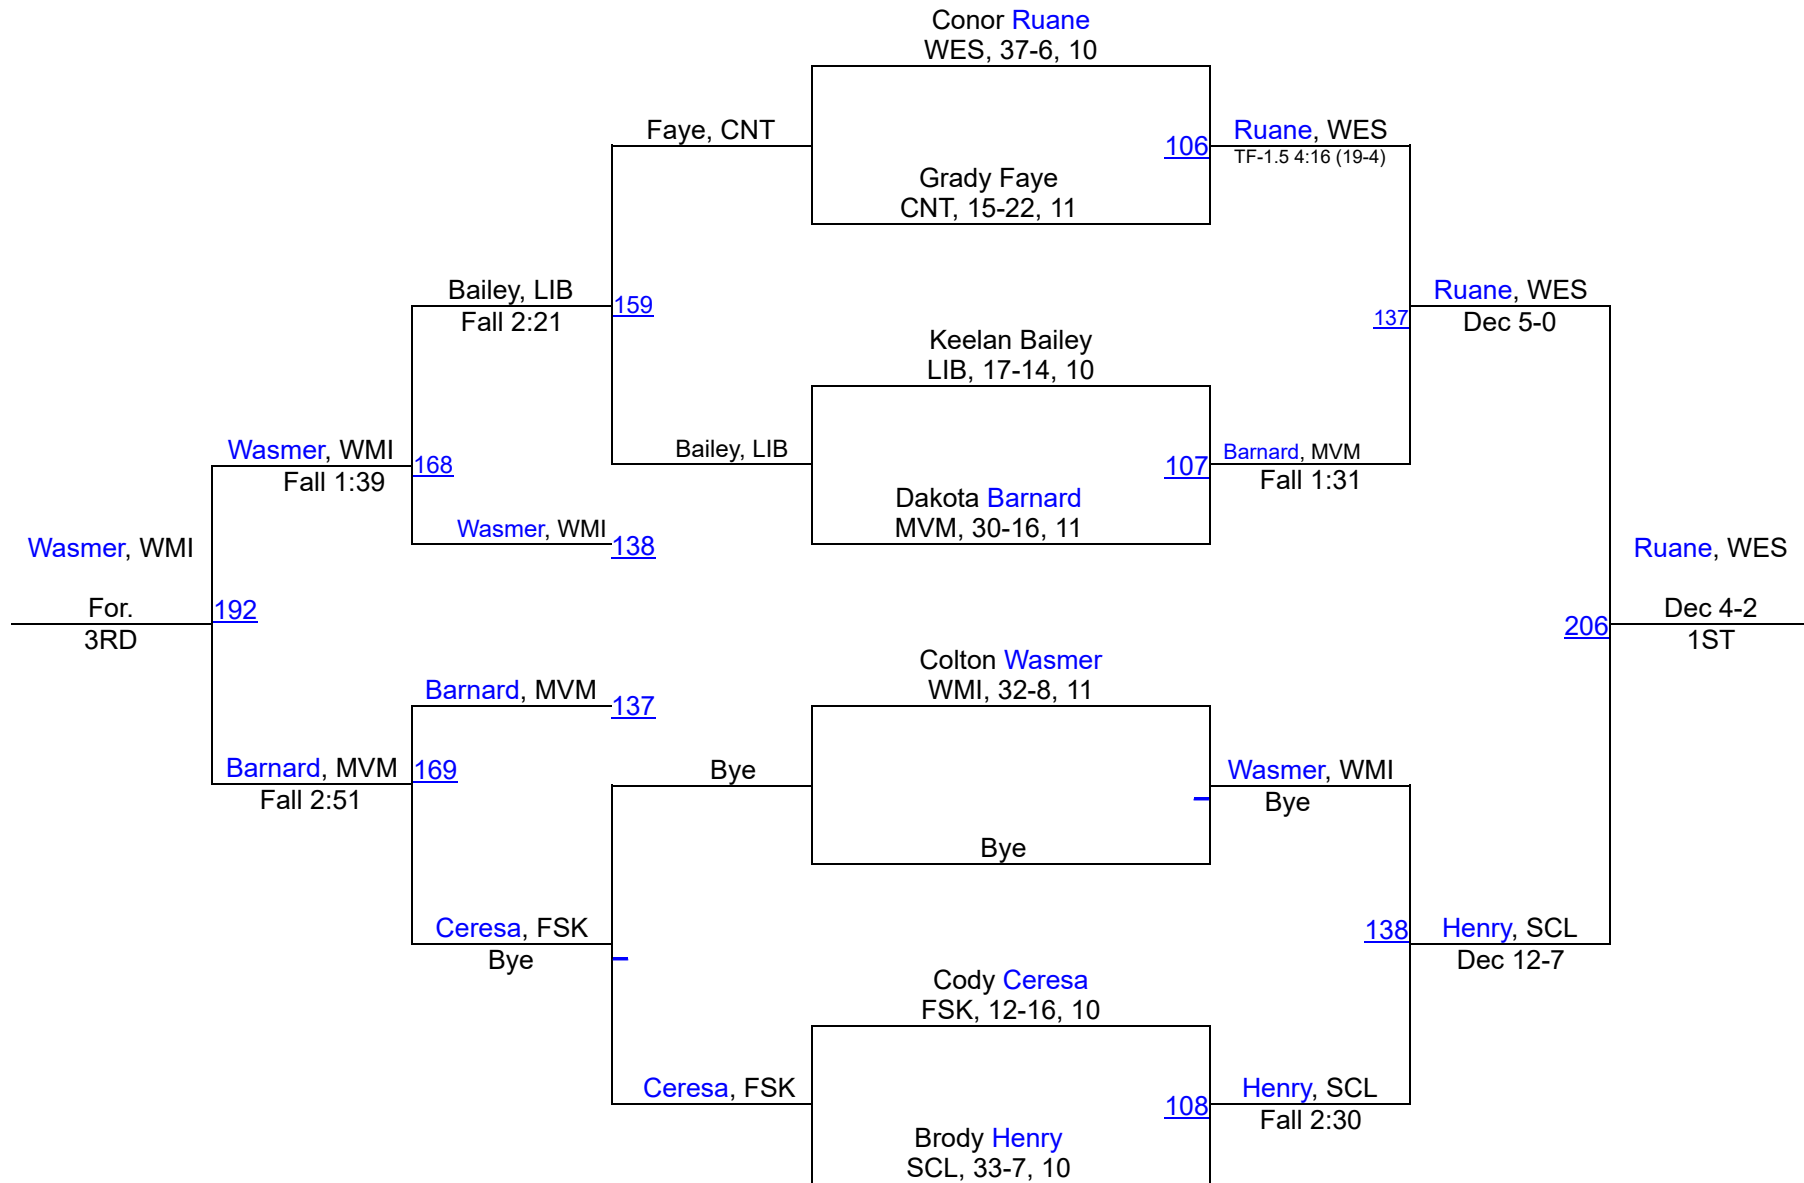 Conor Ruane
WES, 37-6, 10
Faye, CNT
106
Ruane, WES
TF-1.5 4:16 (19-4)
Grady Faye
CNT, 15-22, 11
Bailey, LIB
Fall 2:21
159
137
Ruane, WES
Dec 5-0
Keelan Bailey
LIB, 17-14, 10
Wasmer, WMI
Fall 1:39
168
Bailey, LIB
107
Barnard, MVM
Fall 1:31
Dakota Barnard
MVM, 30-16, 11
Wasmer, WMI
138
Wasmer, WMI
For.
3RD
192
Ruane, WES
Dec 4-2
1ST
206
Colton Wasmer
WMI, 32-8, 11
Barnard, MVM
137
Barnard, MVM
Fall 2:51
169
Bye
Wasmer, WMI
Bye
Bye
Ceresa, FSK
Bye
138
Henry, SCL
Dec 12-7
Cody Ceresa
FSK, 12-16, 10
Ceresa, FSK
108
Henry, SCL
Fall 2:30
Brody Henry
SCL, 33-7, 10